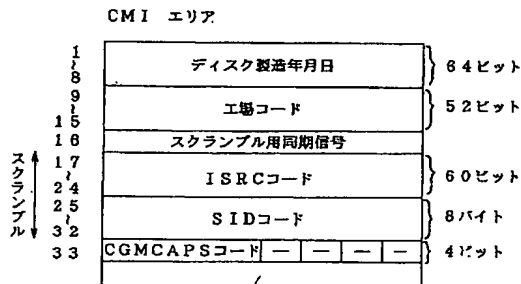 CMI エリア
1 〜 8 ディスク製造年月日 64ビット
9 〜 15 工場コード 52ビット
16 スクランブル用同期信号
スクランブル
17 〜 24 ISRCコード 60ビット
25 〜 32 SIDコード 8バイト
33 CGMCAPSコード — — — — 4ビット